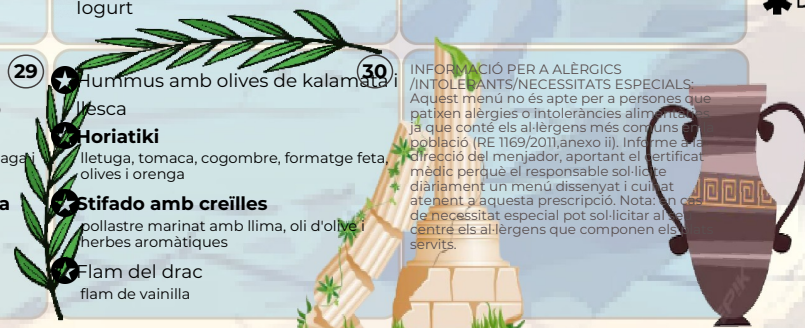 Iogurt
29
Hummus amb olives de kalamata i
llesca
Horiatiki
lletuga, tomaca, cogombre, formatge feta,
olives i orenga
Stifado amb creïlles
pollastre marinat amb llima, oli d'olive i
herbes aromàtiques
Flam del drac
flam de vainilla
30
INFORMACIÓ PER A ALÈRGICS
/INTOLERANTS/NECESSITATS ESPECIALS:
Aquest menú no és apte per a persones que
patixen alèrgies o intoleràncies alimentàries
ja que conté els al·lèrgens més comuns en
població (RE 1169/2011,anexo ii). Informe a la
direcció del menjador, aportant el certificat
mèdic perquè el responsable sol·licite
diàriament un menú dissenyat i cuinat
atenent a aquesta prescripció. Nota: en cas
de necessitat especial pot sol·licitar al seu
centre els al·lèrgens que componen els
servits.